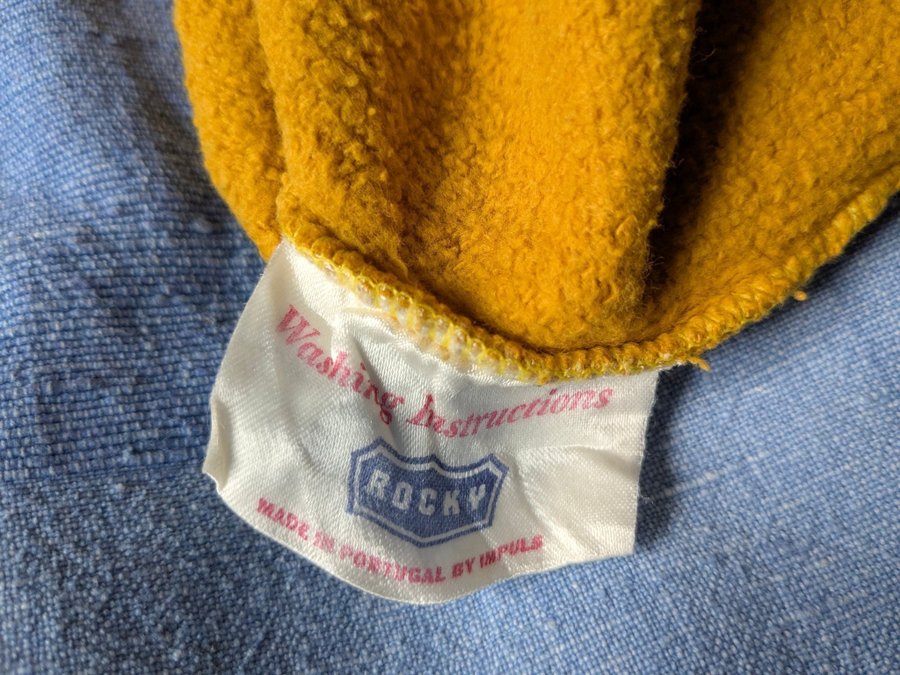 Washing Instructions
ROCKY
MADE IN PORTUGAL BY IMPULS